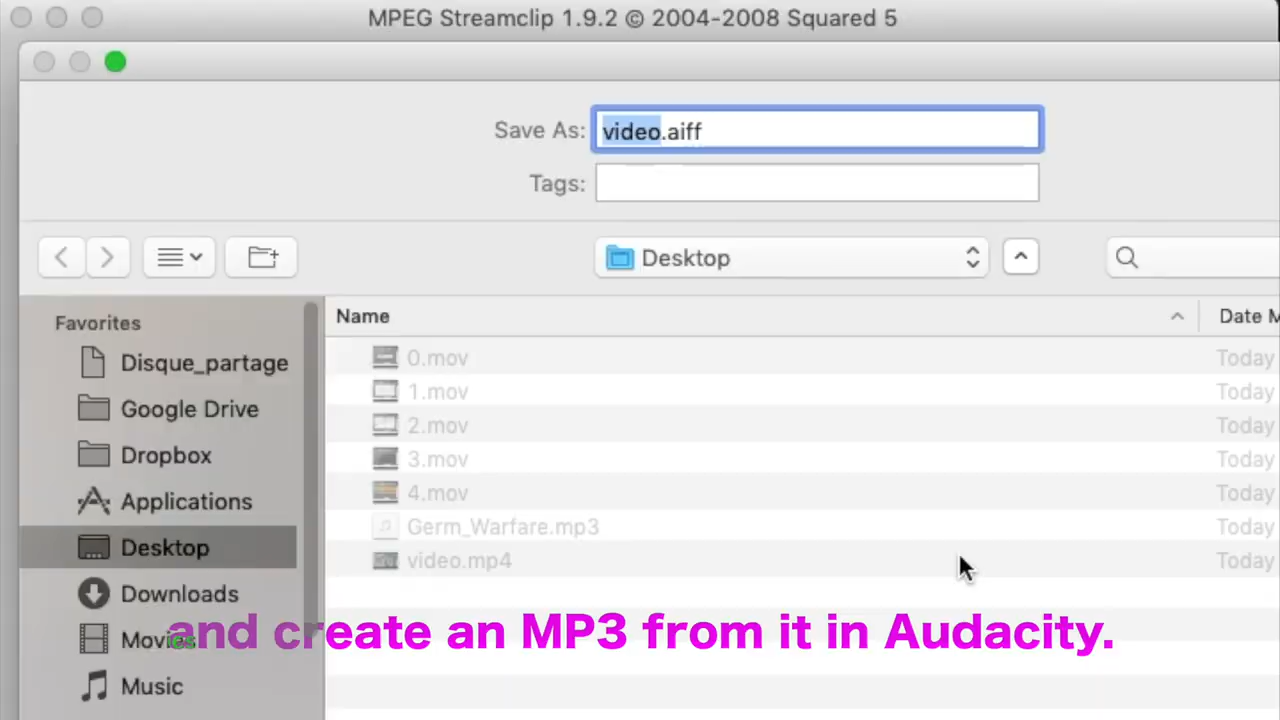 MPEG Streamclip 1.9.2 © 2004-2008 Squared 5
Save As: video.aiff
Tags:
Desktop
Favorites
Disque_partage
Google Drive
Dropbox
Applications
Desktop
Downloads
Movies
Music
Name Date M
0.mov Today
1.mov Today
2.mov Today
3.mov Today
4.mov Today
Germ_Warfare.mp3 Today
video.mp4 Today
and create an MP3 from it in Audacity.